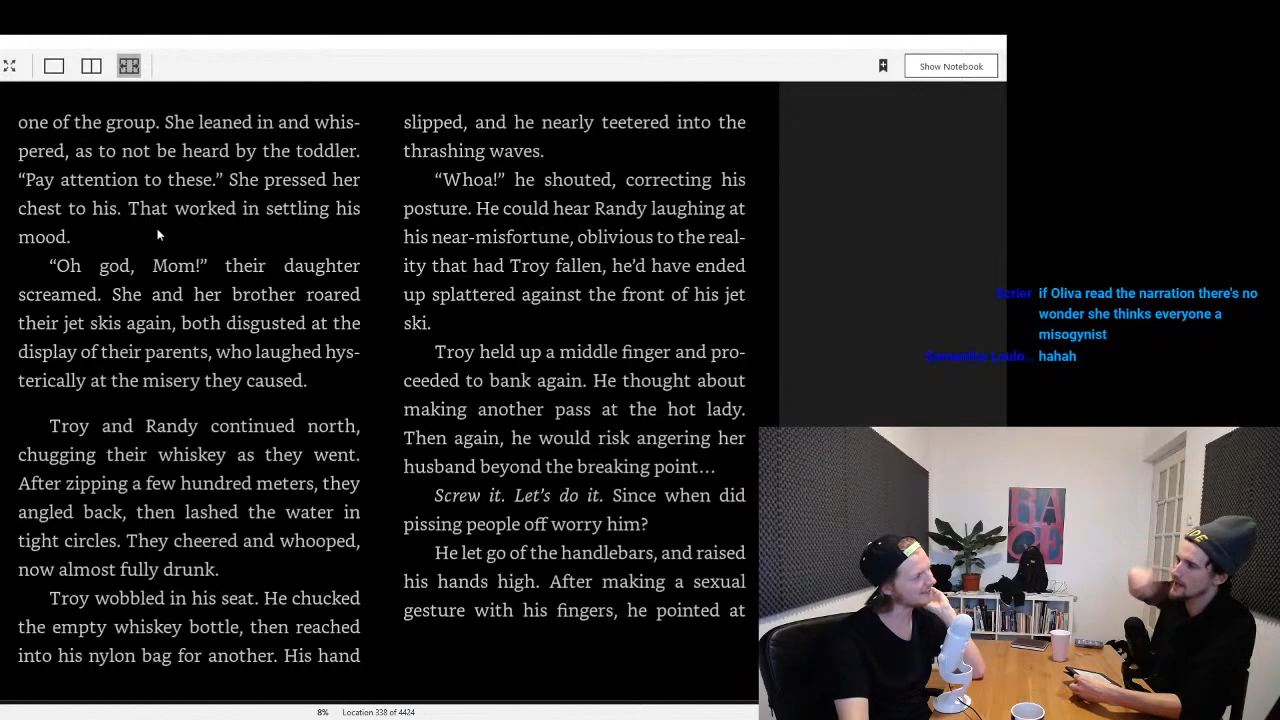 Show Notebook
one of the group. She leaned in and whis-
pered, as to not be heard by the toddler.
“Pay attention to these.” She pressed her
chest to his. That worked in settling his
mood.
“Oh god, Mom!” their daughter
screamed. She and her brother roared
their jet skis again, both disgusted at the
display of their parents, who laughed hys-
terically at the misery they caused.
Troy and Randy continued north,
chugging their whiskey as they went.
After zipping a few hundred meters, they
angled back, then lashed the water in
tight circles. They cheered and whooped,
now almost fully drunk.
Troy wobbled in his seat. He chucked
the empty whiskey bottle, then reached
into his nylon bag for another. His hand
slipped, and he nearly teetered into the
thrashing waves.
“Whoa!” he shouted, correcting his
posture. He could hear Randy laughing at
his near-misfortune, oblivious to the real-
ity that had Troy fallen, he’d have ended
up splattered against the front of his jet
ski.
Troy held up a middle finger and pro-
ceeded to bank again. He thought about
making another pass at the hot lady.
Then again, he would risk angering her
husband beyond the breaking point…
Screw it. Let’s do it. Since when did
pissing people off worry him?
He let go of the handlebars, and raised
his hands high. After making a sexual
gesture with his fingers, he pointed at
8% Location 338 of 4424
Scrier if Oliva read the narration there's no
wonder she thinks everyone a
misogynist
Samantha hahah
RAGE